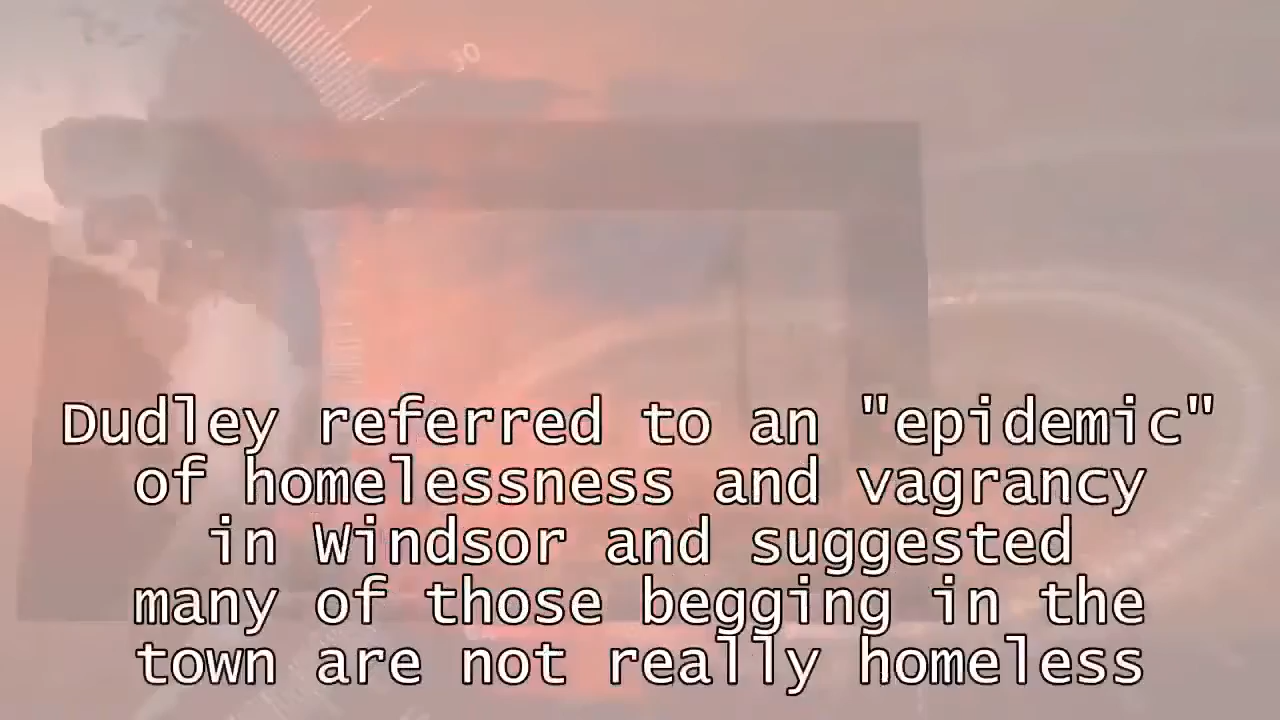 30
Dudley referred to an "epidemic"
of homelessness and vagrancy
in Windsor and suggested
many of those begging in the
town are not really homeless